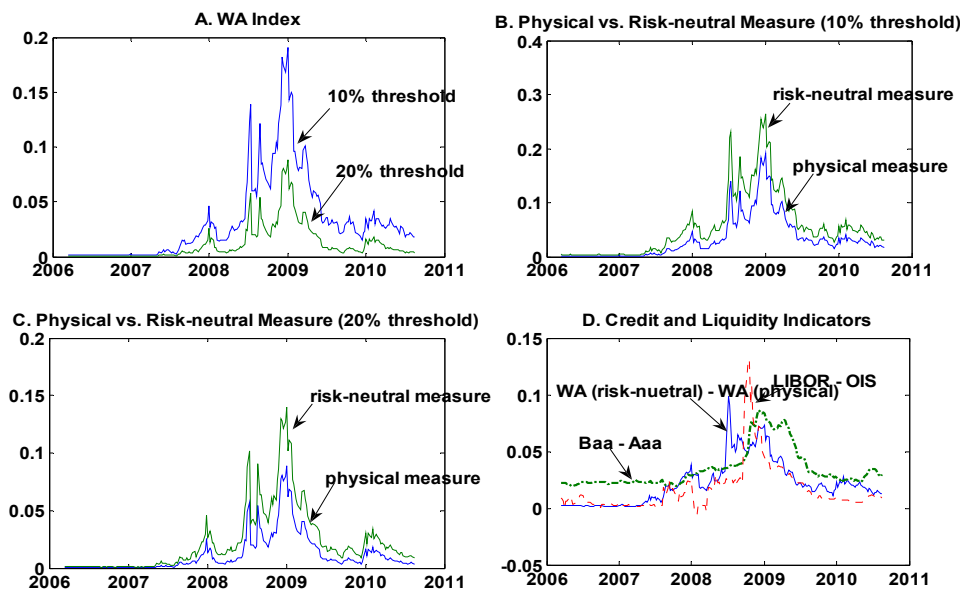 A. WA Index
0.2
0.15
0.1
0.05
0
10% threshold
20% threshold
2006 2007 2008 2009 2010 2011
B. Physical vs. Risk-neutral Measure (10% threshold)
0.4
0.3
0.2
0.1
0
risk-neutral measure
physical measure
2006 2007 2008 2009 2010 2011
C. Physical vs. Risk-neutral Measure (20% threshold)
0.2
0.15
0.1
0.05
0
risk-neutral measure
physical measure
2006 2007 2008 2009 2010 2011
D. Credit and Liquidity Indicators
0.15
0.1
0.05
0
-0.05
LIBOR - OIS
WA (risk-nuetral) - WA (physical)
Baa - Aaa
2006 2007 2008 2009 2010 2011